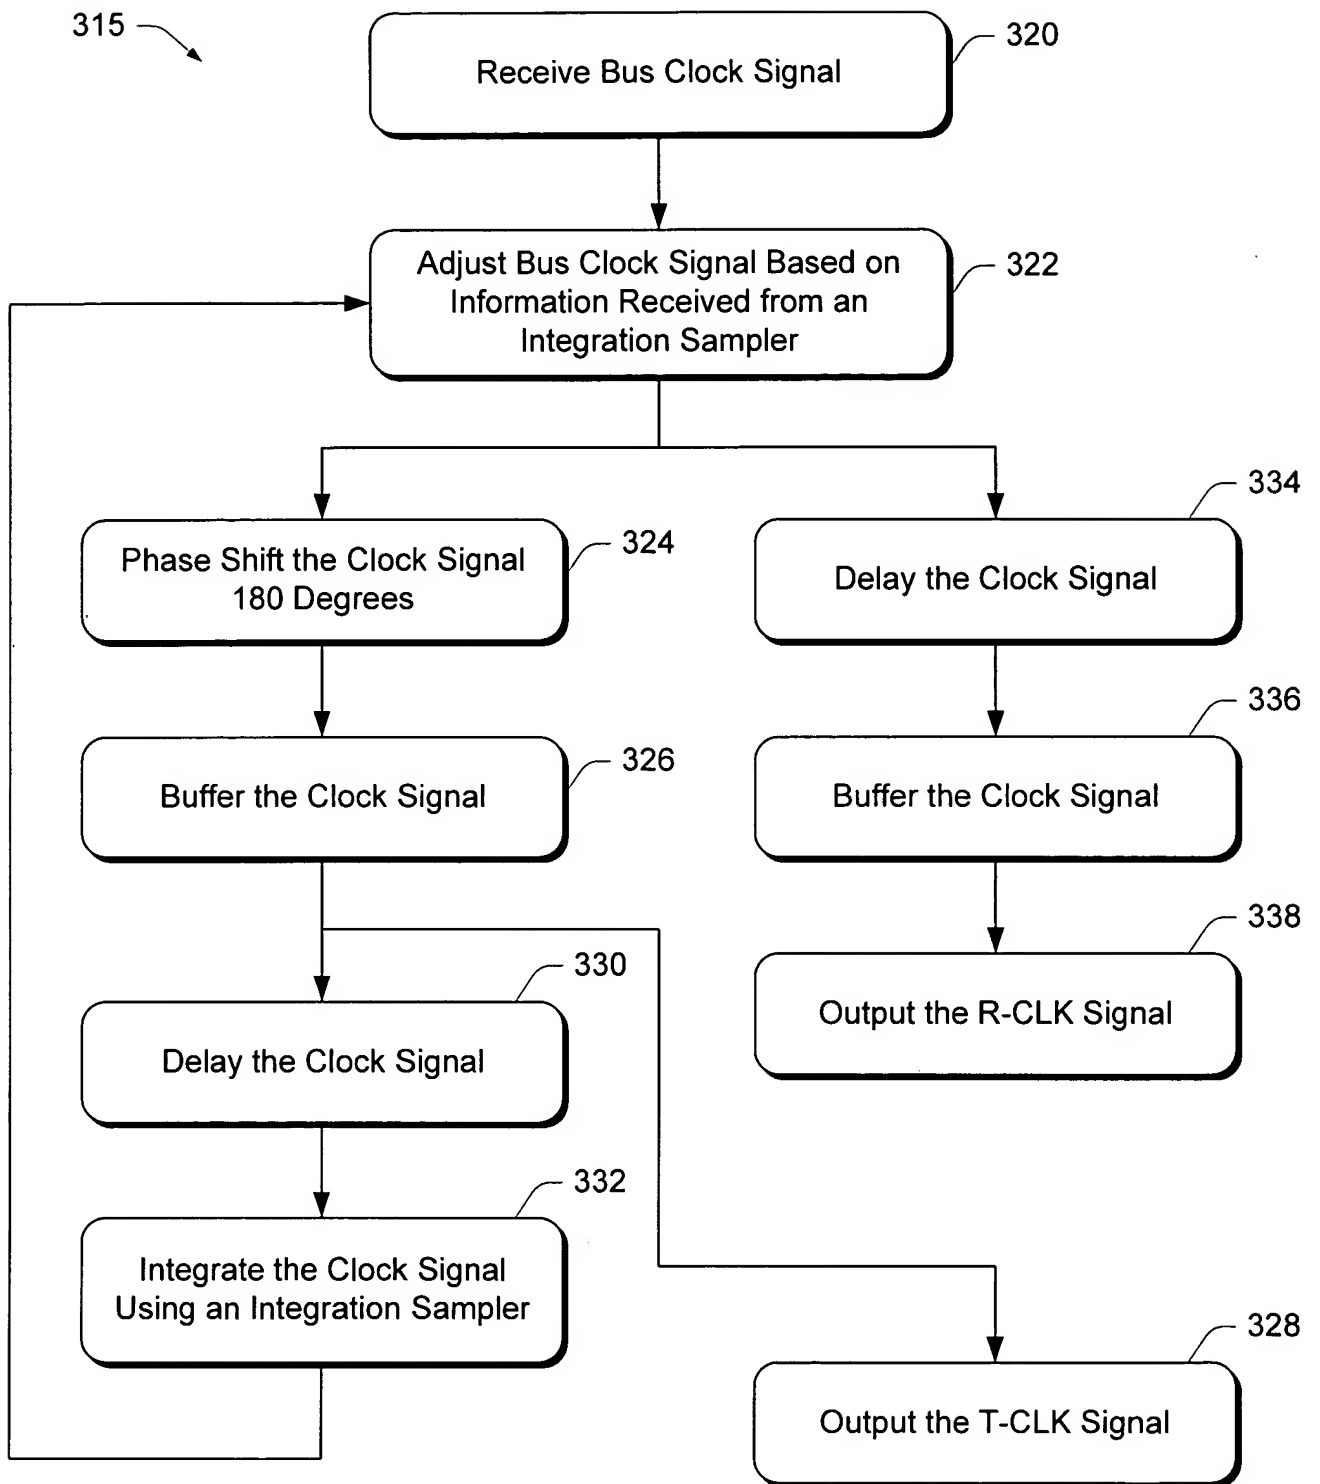 315
320
Receive Bus Clock Signal
322
Adjust Bus Clock Signal Based on
Information Received from an
Integration Sampler
324
Phase Shift the Clock Signal
180 Degrees
334
Delay the Clock Signal
326
Buffer the Clock Signal
336
Buffer the Clock Signal
338
Output the R-CLK Signal
330
Delay the Clock Signal
332
Integrate the Clock Signal
Using an Integration Sampler
328
Output the T-CLK Signal